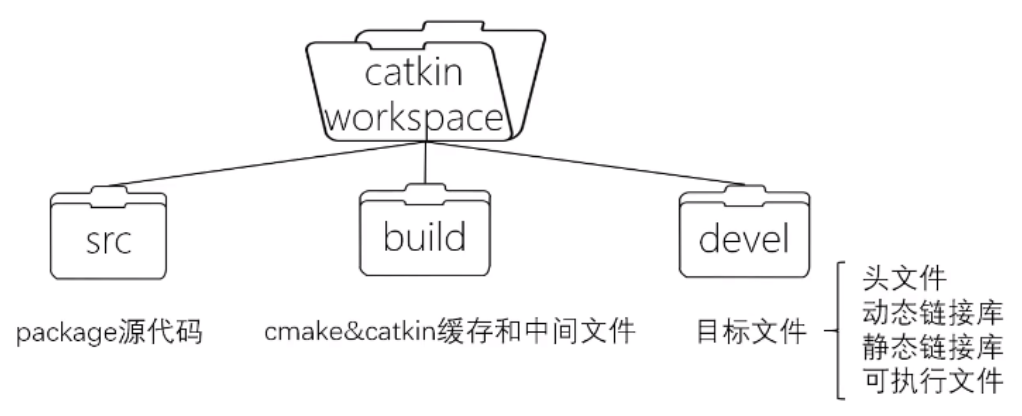 catkin
workspace
src
build
devel
package源代码
cmake&catkin缓存和中间文件
目标文件
头文件
动态链接库
静态链接库
可执行文件